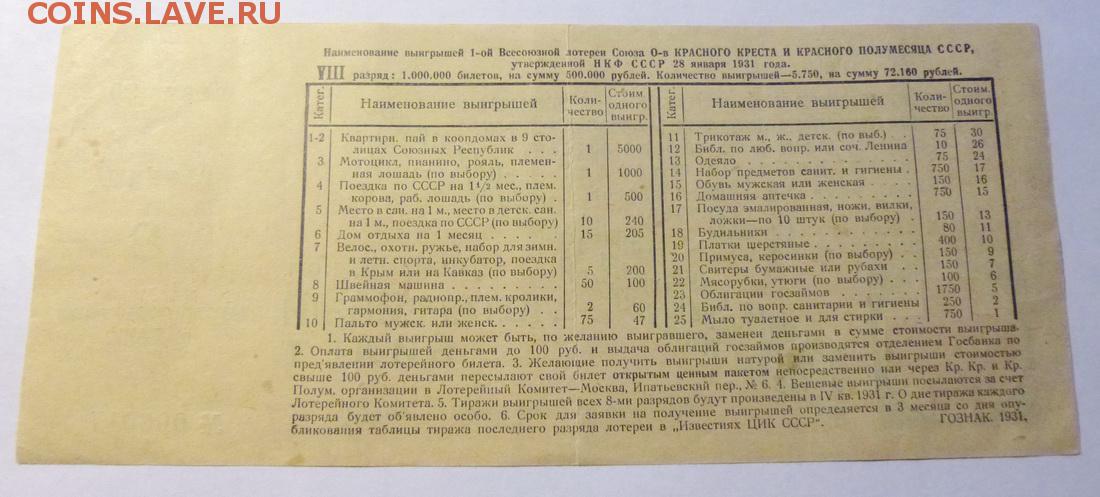 COINS.LAVE.RU
Наименование выигрышей 1-ой Всесоюзной лотереи Союза О-в КРАСНОГО КРЕСТА И КРАСНОГО ПОЛУМЕСЯЦА СССР,
утвержденной НКФ СССР 28 января 1931 года.
VIII разряд: 1.000.000 билетов, на сумму 500.000 рублей. Количество выигрышей—5.750, на сумму 72.160 рублей.
Катег. Наименование выигрышей Коли-чество Стоим. одного выигр.
1-2 Квартирн. пай в коопдомах в 9 сто-
лицах Союзных Республик . . . 1 5000
3 Мотоцикл, пианино, рояль, племен-
ная лошадь (по выбору) . . . . . 1 1000
4 Поездка по СССР на 1 1/2 мес., плем.
корова, раб. лошадь (по выбору) . 1 500
5 Место в сан. на 1 м., место в детск. сан.
на 1 м., поездка по СССР (по выбору) 10 240
6 Дом отдыха на 1 месяц . . . . 15 205
7 Велос., охотн. ружье, набор для зимн.
и летн. спорта, инкубатор, поездка
в Крым или на Кавказ (по выбору) 5 200
8 Швейная машина . . . . . . . . 50 100
9 Граммофон, радиопр., плем. кролики,
гармония, гитара (по выбору) . . . 2 60
10 Пальто мужск. или женск. . . . . . 75 47
Катег. Наименование выигрышей Коли-чество Стоим. одного выигр.
11 Трикотаж м., ж., детск. (по выб.) . . 75 30
12 Библ. по люб. вопр. или соч. Ленина 10 26
13 Одеяло . . . . . . . . . . . . 75 24
14 Набор предметов санит. и гигиены . 750 17
15 Обувь мужская или женская . . . . 150 16
16 Домашняя аптечка . . . . . . . . 750 15
17 Посуда эмалированная, ножи, вилки,
ложки—по 10 штук (по выбору) . 150 13
18 Будильники . . . . . . . . . . 80 11
19 Платки шерстяные . . . . . . . . 400 10
20 Примуса, керосинки (по выбору) . . 150 9
21 Свитеры бумажные или рубахи . . 150 7
22 Мясорубки, утюги (по выбору) . . . 100 6
23 Облигации госзаймов . . . . . . . 1750 5
24 Библ. по вопр. санитарии и гигиены 250 2
25 Мыло туалетное и для стирки . . . 750 1
1. Каждый выигрыш может быть, по желанию выигравшего, заменен деньгами в сумме стоимости выигрыша.
2. Оплата выигрышей деньгами до 100 руб. и выдача облигаций госзаймов производятся отделением Госбанка по
пред'явлении лотерейного билета. 3. Желающие получить выигрыши натурой или заменить выигрыши стоимостью
свыше 100 руб. деньгами пересылают свой билет открытым ценным пакетом непосредственно или через Кр. Кр. и Кр.
Полум. организации в Лотерейный Комитет—Москва, Ипатьевский пер., № 6. 4. Вещевые выигрыши посылаются за счет
Лотерейного Комитета. 5. Тиражи выигрышей всех 8-ми разрядов будут произведены в IV кв. 1931 г. О дне тиража каждого
разряда будет об'явлено особо. 6. Срок для заявки на получение выигрышей определяется в 3 месяца со дня опу-
бликования таблицы тиража последнего разряда лотереи в „Известиях ЦИК СССР“. ГОЗНАК. 1931.